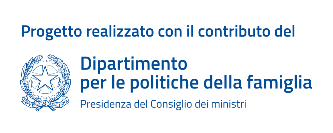 Progetto realizzato con il contributo del
Dipartimento
per le politiche della famiglia
Presidenza del Consiglio dei ministri